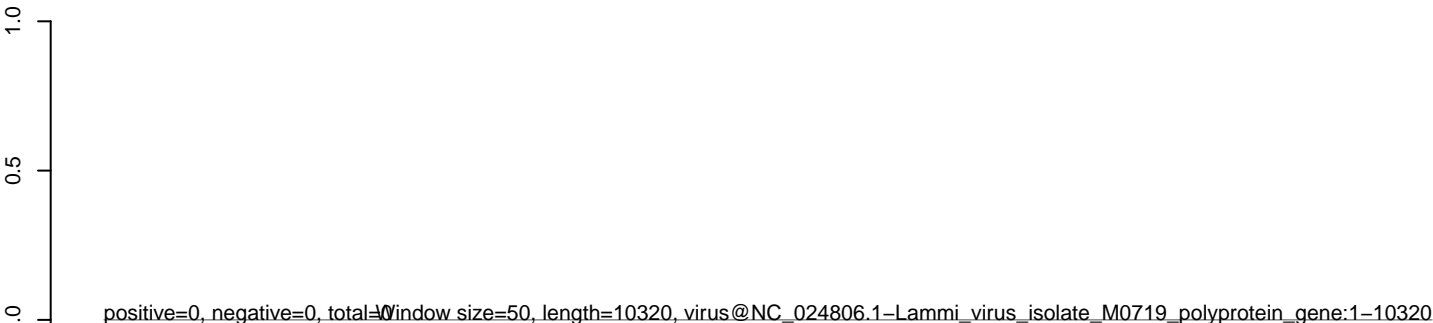 1.0
0.5
.0
positive=0, negative=0, total=0
Window size=50, length=10320, virus@NC_024806.1−Lammi_virus_isolate_M0719_polyprotein_gene:1−10320